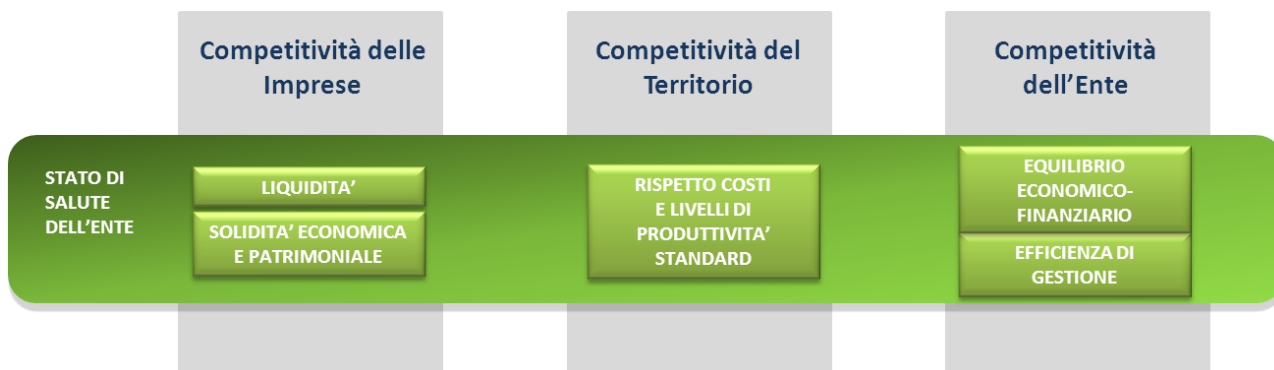 Competitività delle
Imprese
Competitività del
Territorio
Competitività
dell’Ente
STATO DI
SALUTE
DELL’ENTE
LIQUIDITA’
SOLIDITA’ ECONOMICA
E PATRIMONIALE
RISPETTO COSTI
E LIVELLI DI
PRODUTTIVITA’
STANDARD
EQUILIBRIO
ECONOMICO-
FINANZIARIO
EFFICIENZA DI
GESTIONE